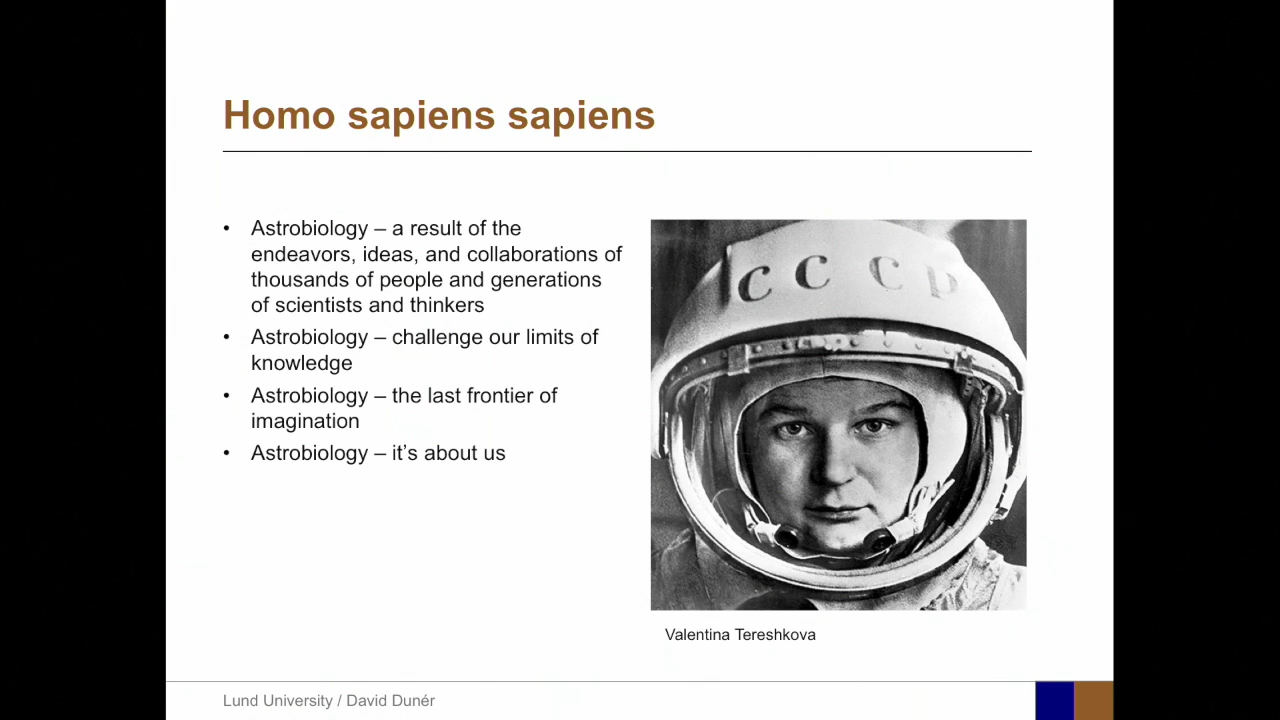 Homo sapiens sapiens
• Astrobiology – a result of the
endeavors, ideas, and collaborations of
thousands of people and generations
of scientists and thinkers
• Astrobiology – challenge our limits of
knowledge
• Astrobiology – the last frontier of
imagination
• Astrobiology – it’s about us
C C C P
Valentina Tereshkova
Lund University / David Dunér